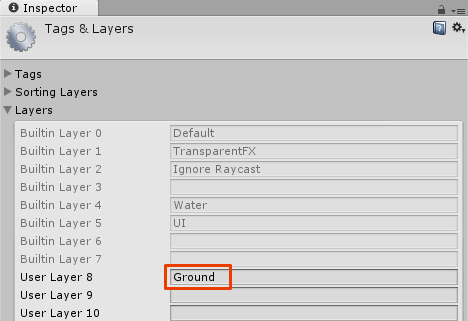 Inspector
Tags & Layers
Tags
Sorting Layers
Layers
Builtin Layer 0 Default
Builtin Layer 1 TransparentFX
Builtin Layer 2 Ignore Raycast
Builtin Layer 3
Builtin Layer 4 Water
Builtin Layer 5 UI
Builtin Layer 6
Builtin Layer 7
User Layer 8 Ground
User Layer 9
User Layer 10